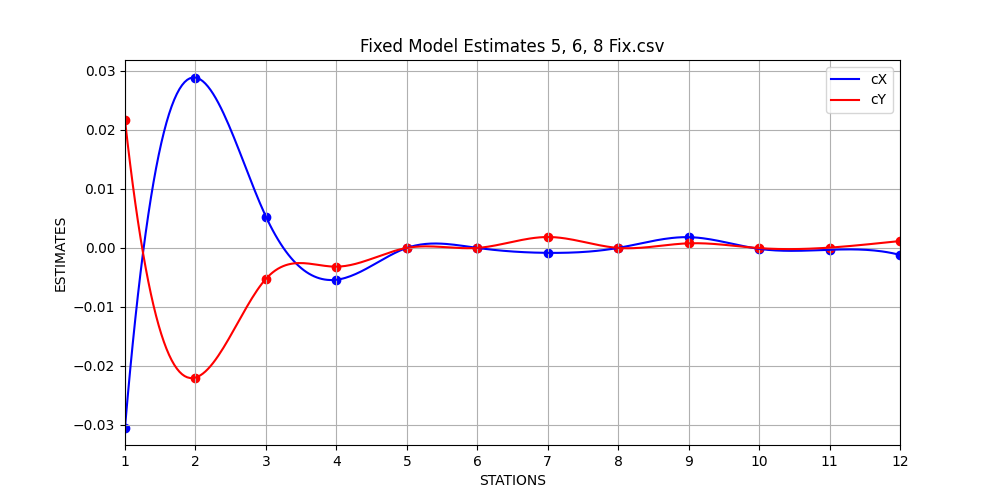 Fixed Model Estimates 5, 6, 8 Fix.csv
cX
cY
0.03
0.02
0.01
0.00
−0.01
−0.02
−0.03
ESTIMATES
1 2 3 4 5 6 7 8 9 10 11 12
STATIONS